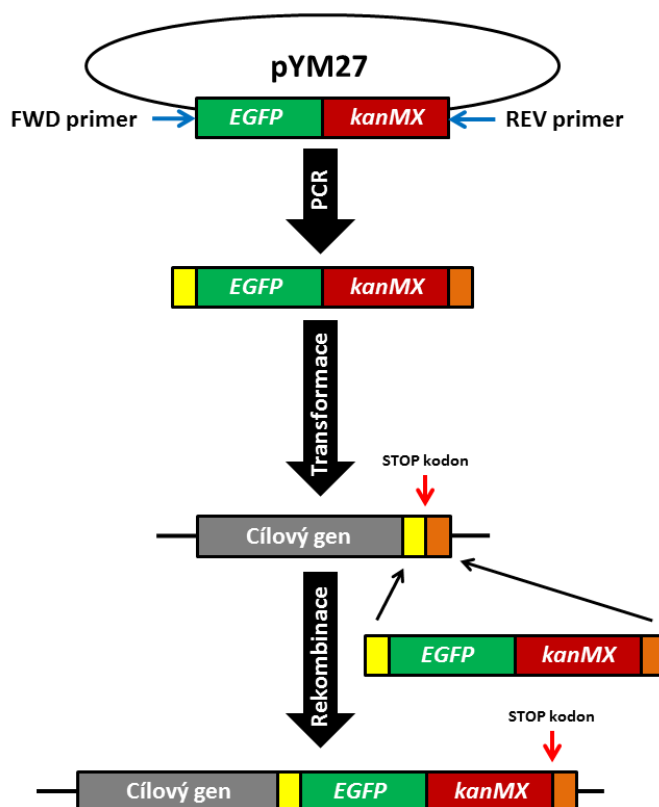 pYM27
FWD primer
EGFP
kanMX
REV primer
PCR
EGFP
kanMX
Transformace
STOP kodon
Cílový gen
Rekombinace
EGFP
kanMX
STOP kodon
Cílový gen
EGFP
kanMX